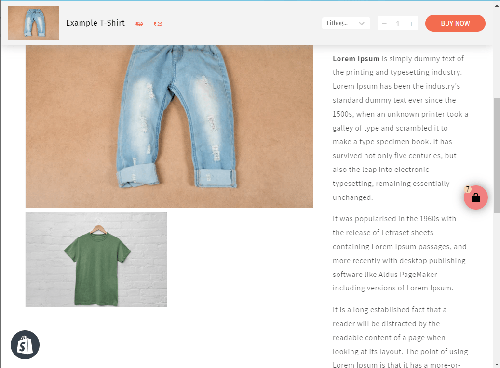 Example T-Shirt
BUY NOW
Lorem Ipsum is simply dummy text of
the printing and typesetting industry.
Lorem Ipsum has been the industry's
standard dummy text ever since the
1500s, when an unknown printer took a
galley of type and scrambled it to
make a type specimen book. It has
survived not only five centuries, but
also the leap into electronic
typesetting, remaining essentially
unchanged.
It was popularised in the 1960s with
the release of Letraset sheets
containing Lorem Ipsum passages, and
more recently with desktop publishing
software like Aldus PageMaker
including versions of Lorem Ipsum.
It is a long established fact that a
reader will be distracted by the
readable content of a page when
looking at its layout. The point of using
Lorem Ipsum is that it has a more-or-